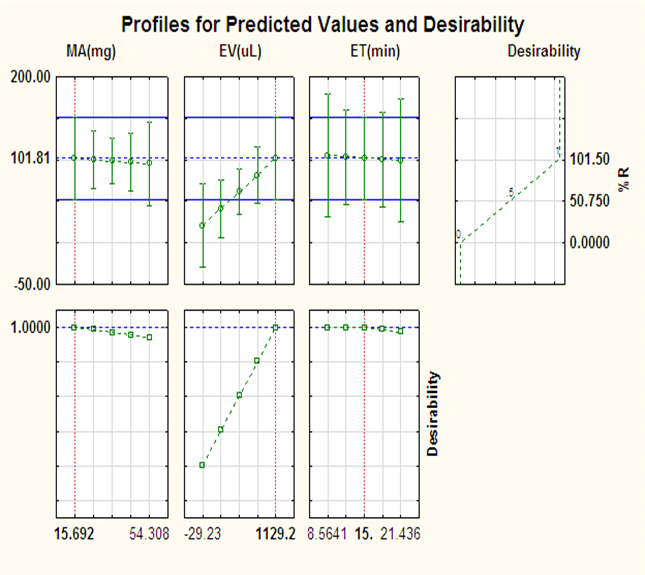 Profiles for Predicted Values and Desirability
MA(mg) EV(uL) ET(min) Desirability
200.00
101.81
-50.00
101.50
50.750
0.0000
%R
0.
.5
1.0000
Desirability
15.692 54.308 -29.23 1129.2 8.5641 15. 21.436